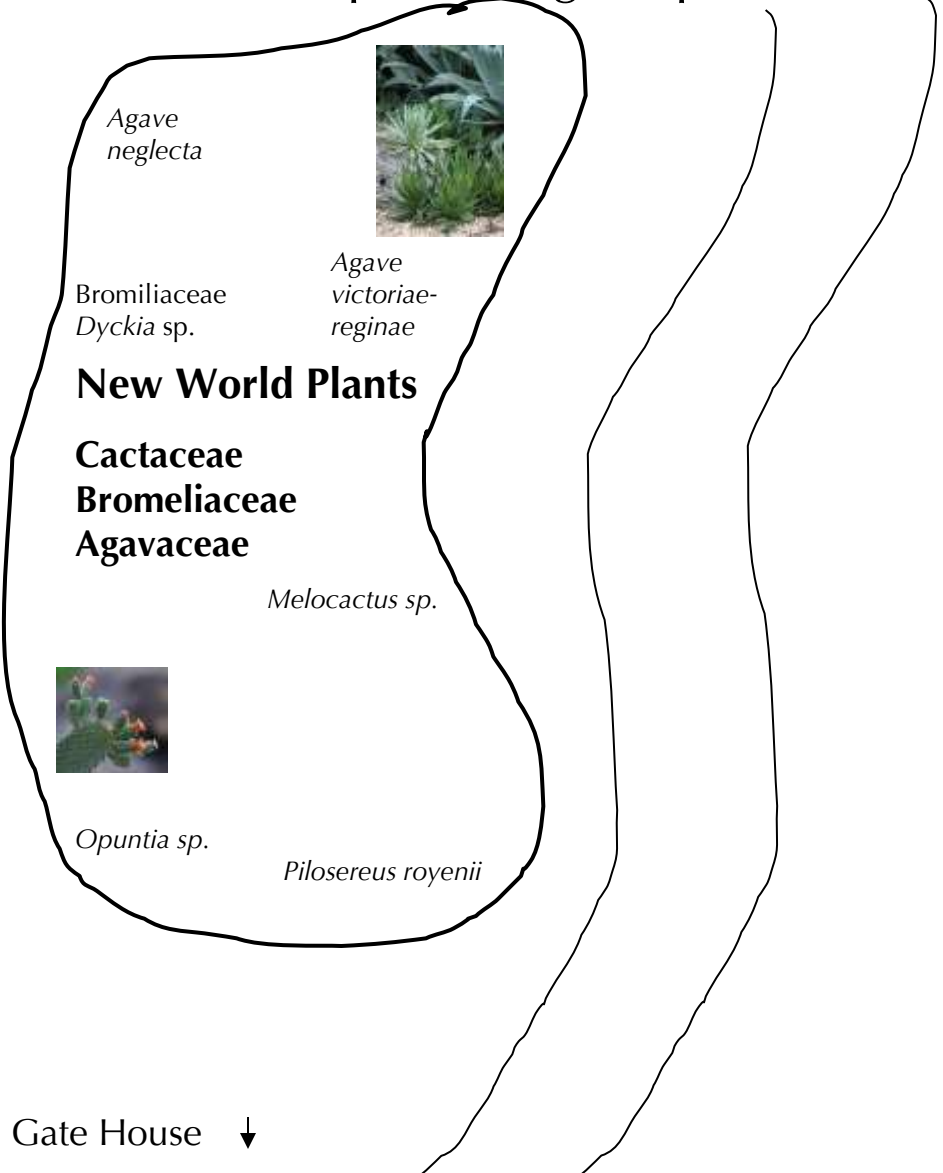 Agave
neglecta
Agave
victoriae-
reginae
Bromiliaceae
Dyckia sp.
New World Plants
Cactaceae
Bromeliaceae
Agavaceae
Melocactus sp.
Opuntia sp.
Pilosereus royenii
Gate House